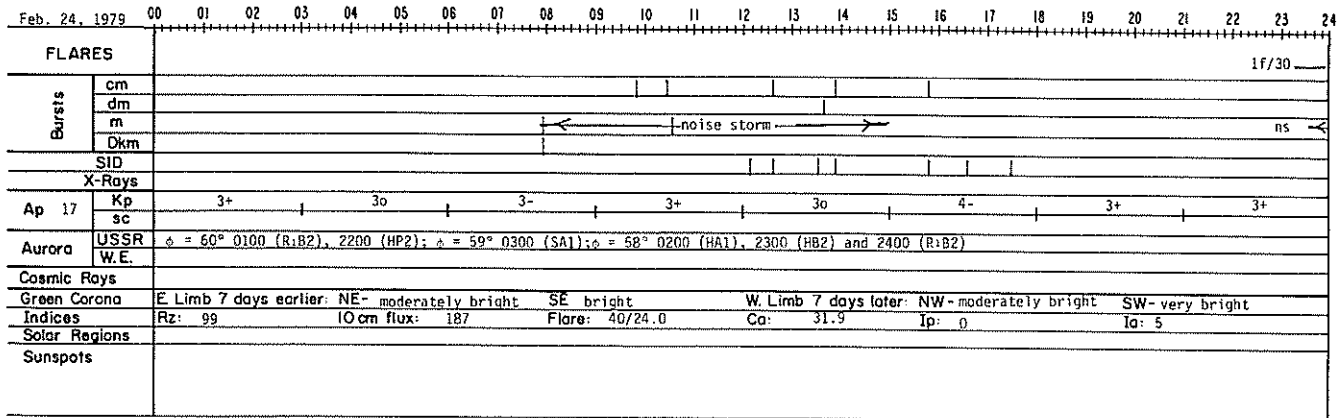 Feb. 24, 1979 00 01 02 03 04 05 06 07 08 09 10 11 12 13 14 15 16 17 18 19 20 21 22 23 24
FLARES 1f/30
Bursts
cm
dm
m noise storm ns
Dkm
SID
X-Rays
Ap 17 Kp 3+ 3o 3- 3+ 3o 4- 3+ 3+
sc
Aurora USSR ϕ = 60° 0100 (R1B2), 2200 (HP2); ϕ = 59° 0300 (SA1);ϕ = 58° 0200 (HA1), 2300 (HB2) and 2400 (R1B2)
W.E.
Cosmic Rays
Green Corona E Limb 7 days earlier: NE- moderately bright SE bright W. Limb 7 days later: NW- moderately bright SW- very bright
Indices Rz: 99 10 cm flux: 187 Flare: 40/24.0 Ca: 31.9 Ip: 0 Ia: 5
Solar Regions
Sunspots